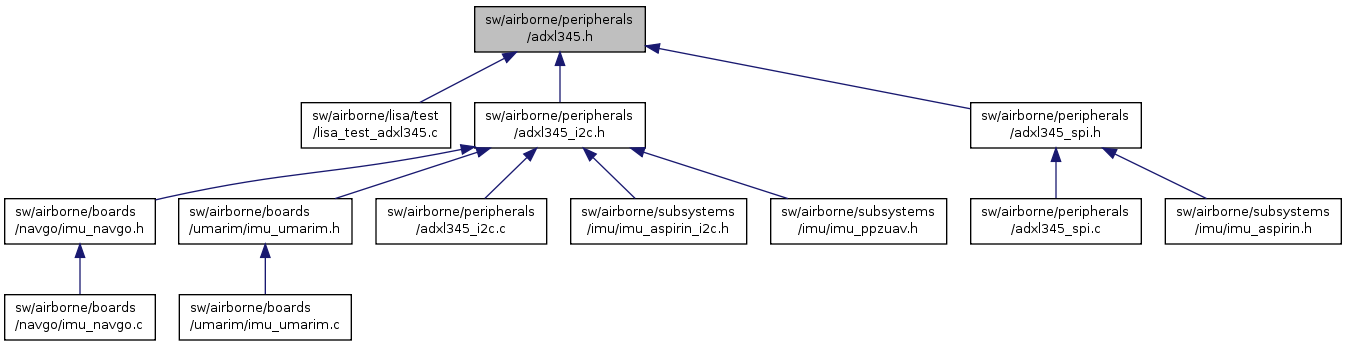 sw/airborne/peripherals
/adxl345.h
sw/airborne/lisa/test
/lisa_test_adxl345.c
sw/airborne/peripherals
/adxl345_i2c.h
sw/airborne/peripherals
/adxl345_spi.h
sw/airborne/boards
/navgo/imu_navgo.h
sw/airborne/boards
/umarim/imu_umarim.h
sw/airborne/peripherals
/adxl345_i2c.c
sw/airborne/subsystems
/imu/imu_aspirin_i2c.h
sw/airborne/subsystems
/imu/imu_ppzuav.h
sw/airborne/peripherals
/adxl345_spi.c
sw/airborne/subsystems
/imu/imu_aspirin.h
sw/airborne/boards
/navgo/imu_navgo.c
sw/airborne/boards
/umarim/imu_umarim.c